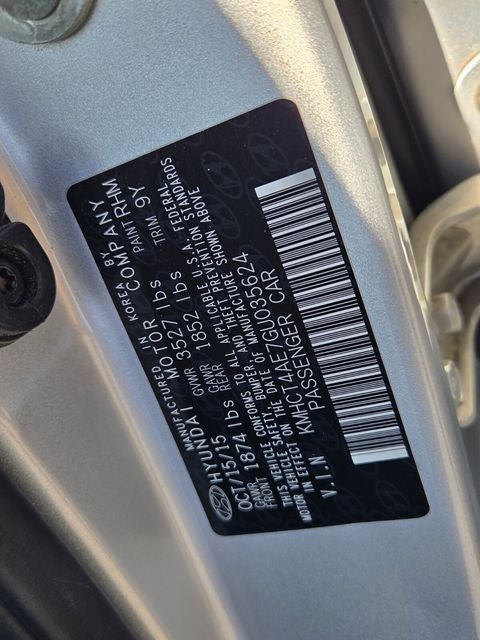 MANUFACTURED IN KOREA BY
HYUNDAI MOTOR COMPANY
OCT/15/15 GVWR 3527 lbs PAINT RHM
GAWR FRONT 1874 lbs GAWR REAR 1852 lbs TRIM 9Y
THIS VEHICLE CONFORMS TO ALL APPLICABLE U.S.A. FEDERAL
MOTOR VEHICLE SAFETY, BUMPER AND THEFT PREVENTION STANDARDS
IN EFFECT ON THE DATE OF MANUFACTURE SHOWN ABOVE
V.I.N KMHCT4AE7GU035624
PASSENGER CAR